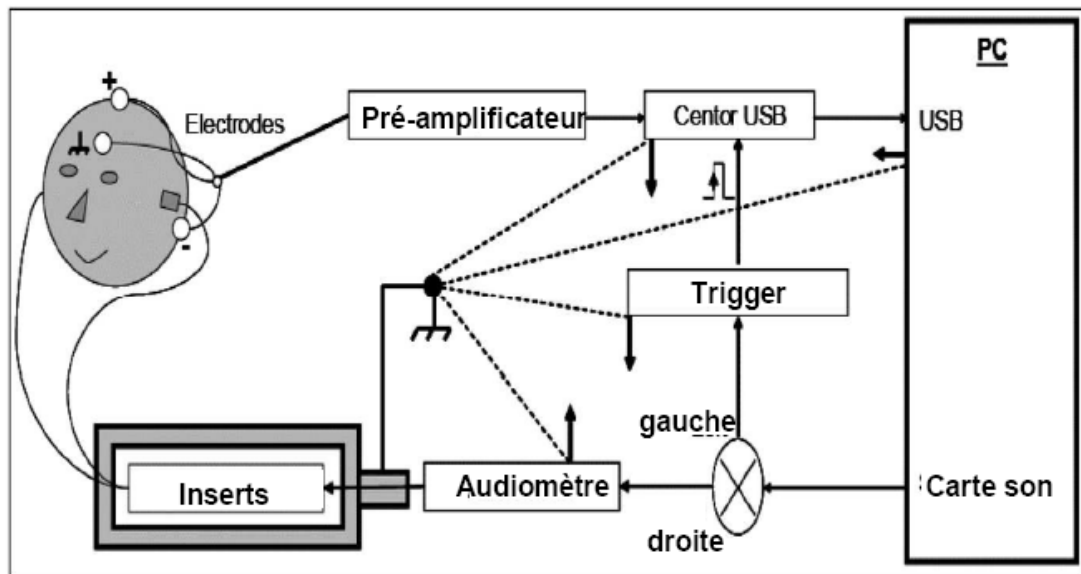 PC
+
Electrodes
Pré-amplificateur
Centor USB
USB
-
Trigger
gauche
Inserts
Audiomètre
Carte son
droite